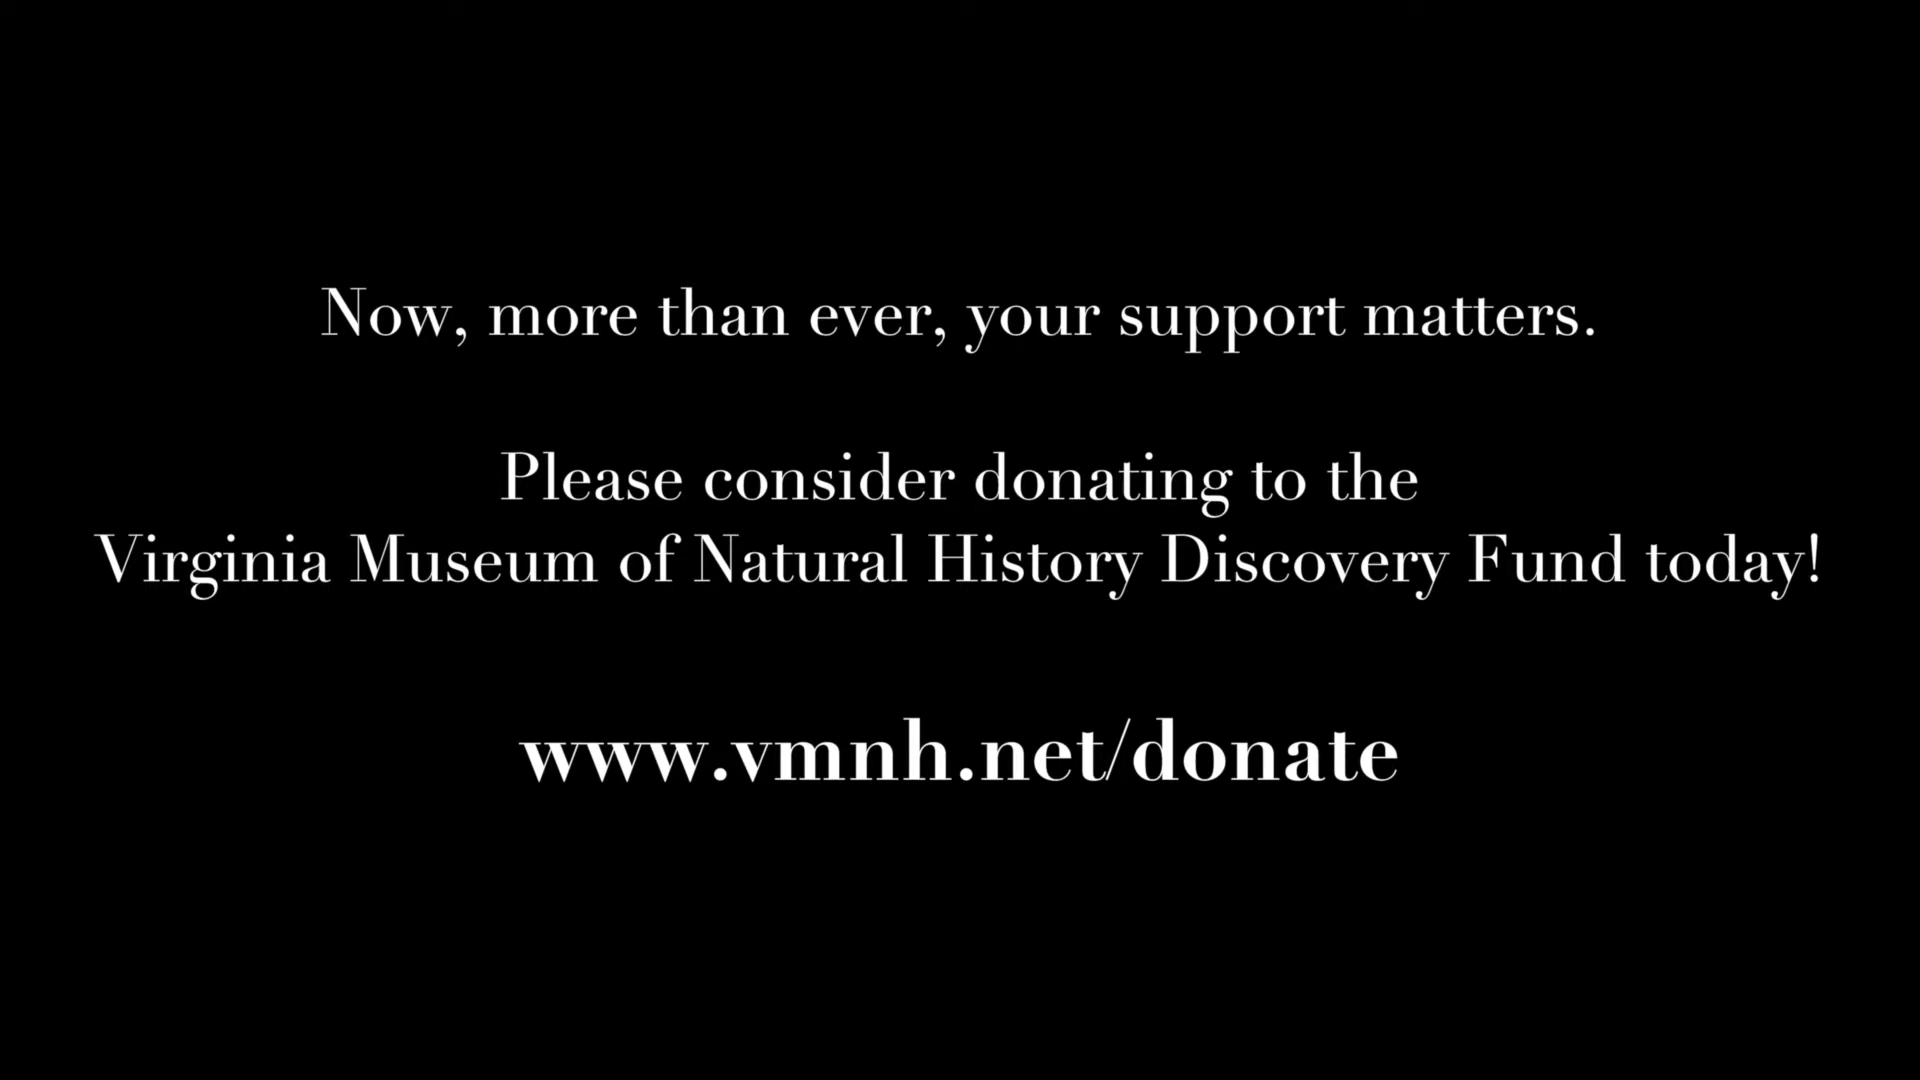 Now, more than ever, your support matters.
Please consider donating to the
Virginia Museum of Natural History Discovery Fund today!
www.vmnh.net/donate